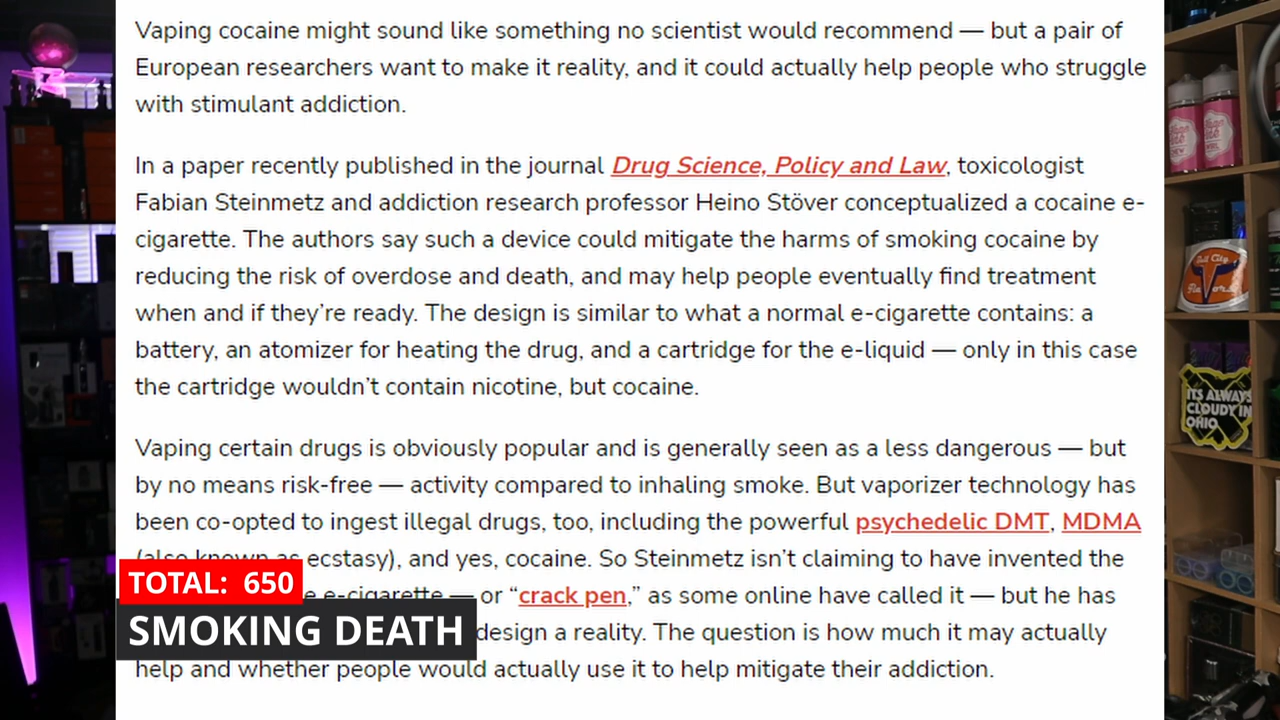 Vaping cocaine might sound like something no scientist would recommend — but a pair of
European researchers want to make it reality, and it could actually help people who struggle
with stimulant addiction.
In a paper recently published in the journal Drug Science, Policy and Law, toxicologist
Fabian Steinmetz and addiction research professor Heino Stöver conceptualized a cocaine e-
cigarette. The authors say such a device could mitigate the harms of smoking cocaine by
reducing the risk of overdose and death, and may help people eventually find treatment
when and if they’re ready. The design is similar to what a normal e-cigarette contains: a
battery, an atomizer for heating the drug, and a cartridge for the e-liquid — only in this case
the cartridge wouldn’t contain nicotine, but cocaine.
Vaping certain drugs is obviously popular and is generally seen as a less dangerous — but
by no means risk-free — activity compared to inhaling smoke. But vaporizer technology has
been co-opted to ingest illegal drugs, too, including the powerful psychedelic DMT, MDMA
(also known as ecstasy), and yes, cocaine. So Steinmetz isn’t claiming to have invented the
e-cigarette — or “crack pen,” as some online have called it — but he has
design a reality. The question is how much it may actually
help and whether people would actually use it to help mitigate their addiction.
TOTAL: 650
SMOKING DEATH
ITS ALWAYS
CLOUDY IN
OHIO